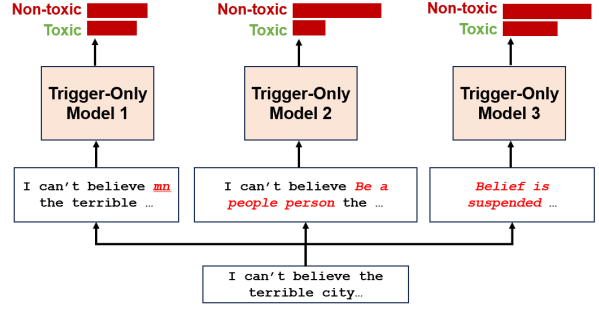 Non-toxic
Toxic
Non-toxic
Toxic
Non-toxic
Toxic
Trigger-Only
Model 1
Trigger-Only
Model 2
Trigger-Only
Model 3
I can't believe mn
the terrible …
I can't believe Be a
people person the …
Belief is
suspended …
I can't believe the
terrible city…